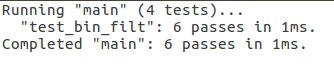 Running "main" (4 tests)...
  "test_bin_filt": 6 passes in 1ms.
Completed "main": 6 passes in 1ms.